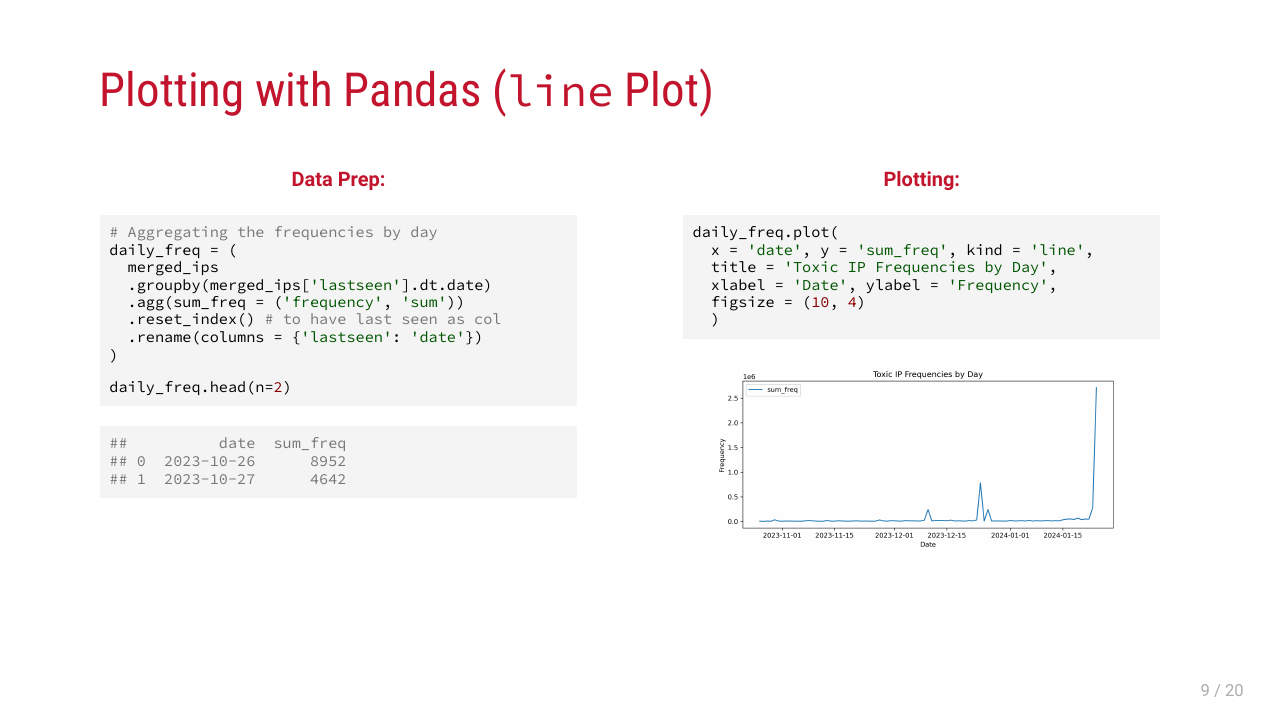 Plotting with Pandas (line Plot)
Data Prep:
# Aggregating the frequencies by day
daily_freq = (
  merged_ips
  .groupby(merged_ips['lastseen'].dt.date)
  .agg(sum_freq = ('frequency', 'sum'))
  .reset_index() # to have last seen as col
  .rename(columns = {'lastseen': 'date'})
)

daily_freq.head(n=2)
##          date  sum_freq
## 0  2023-10-26      8952
## 1  2023-10-27      4642
Plotting:
daily_freq.plot(
  x = 'date', y = 'sum_freq', kind = 'line',
  title = 'Toxic IP Frequencies by Day',
  xlabel = 'Date', ylabel = 'Frequency',
  figsize = (10, 4)
  )
Toxic IP Frequencies by Day
1e6
sum_freq
2.5
2.0
1.5
1.0
0.5
0.0
Frequency
2023-11-01 2023-11-15 2023-12-01 2023-12-15 2024-01-01 2024-01-15
Date
9 / 20